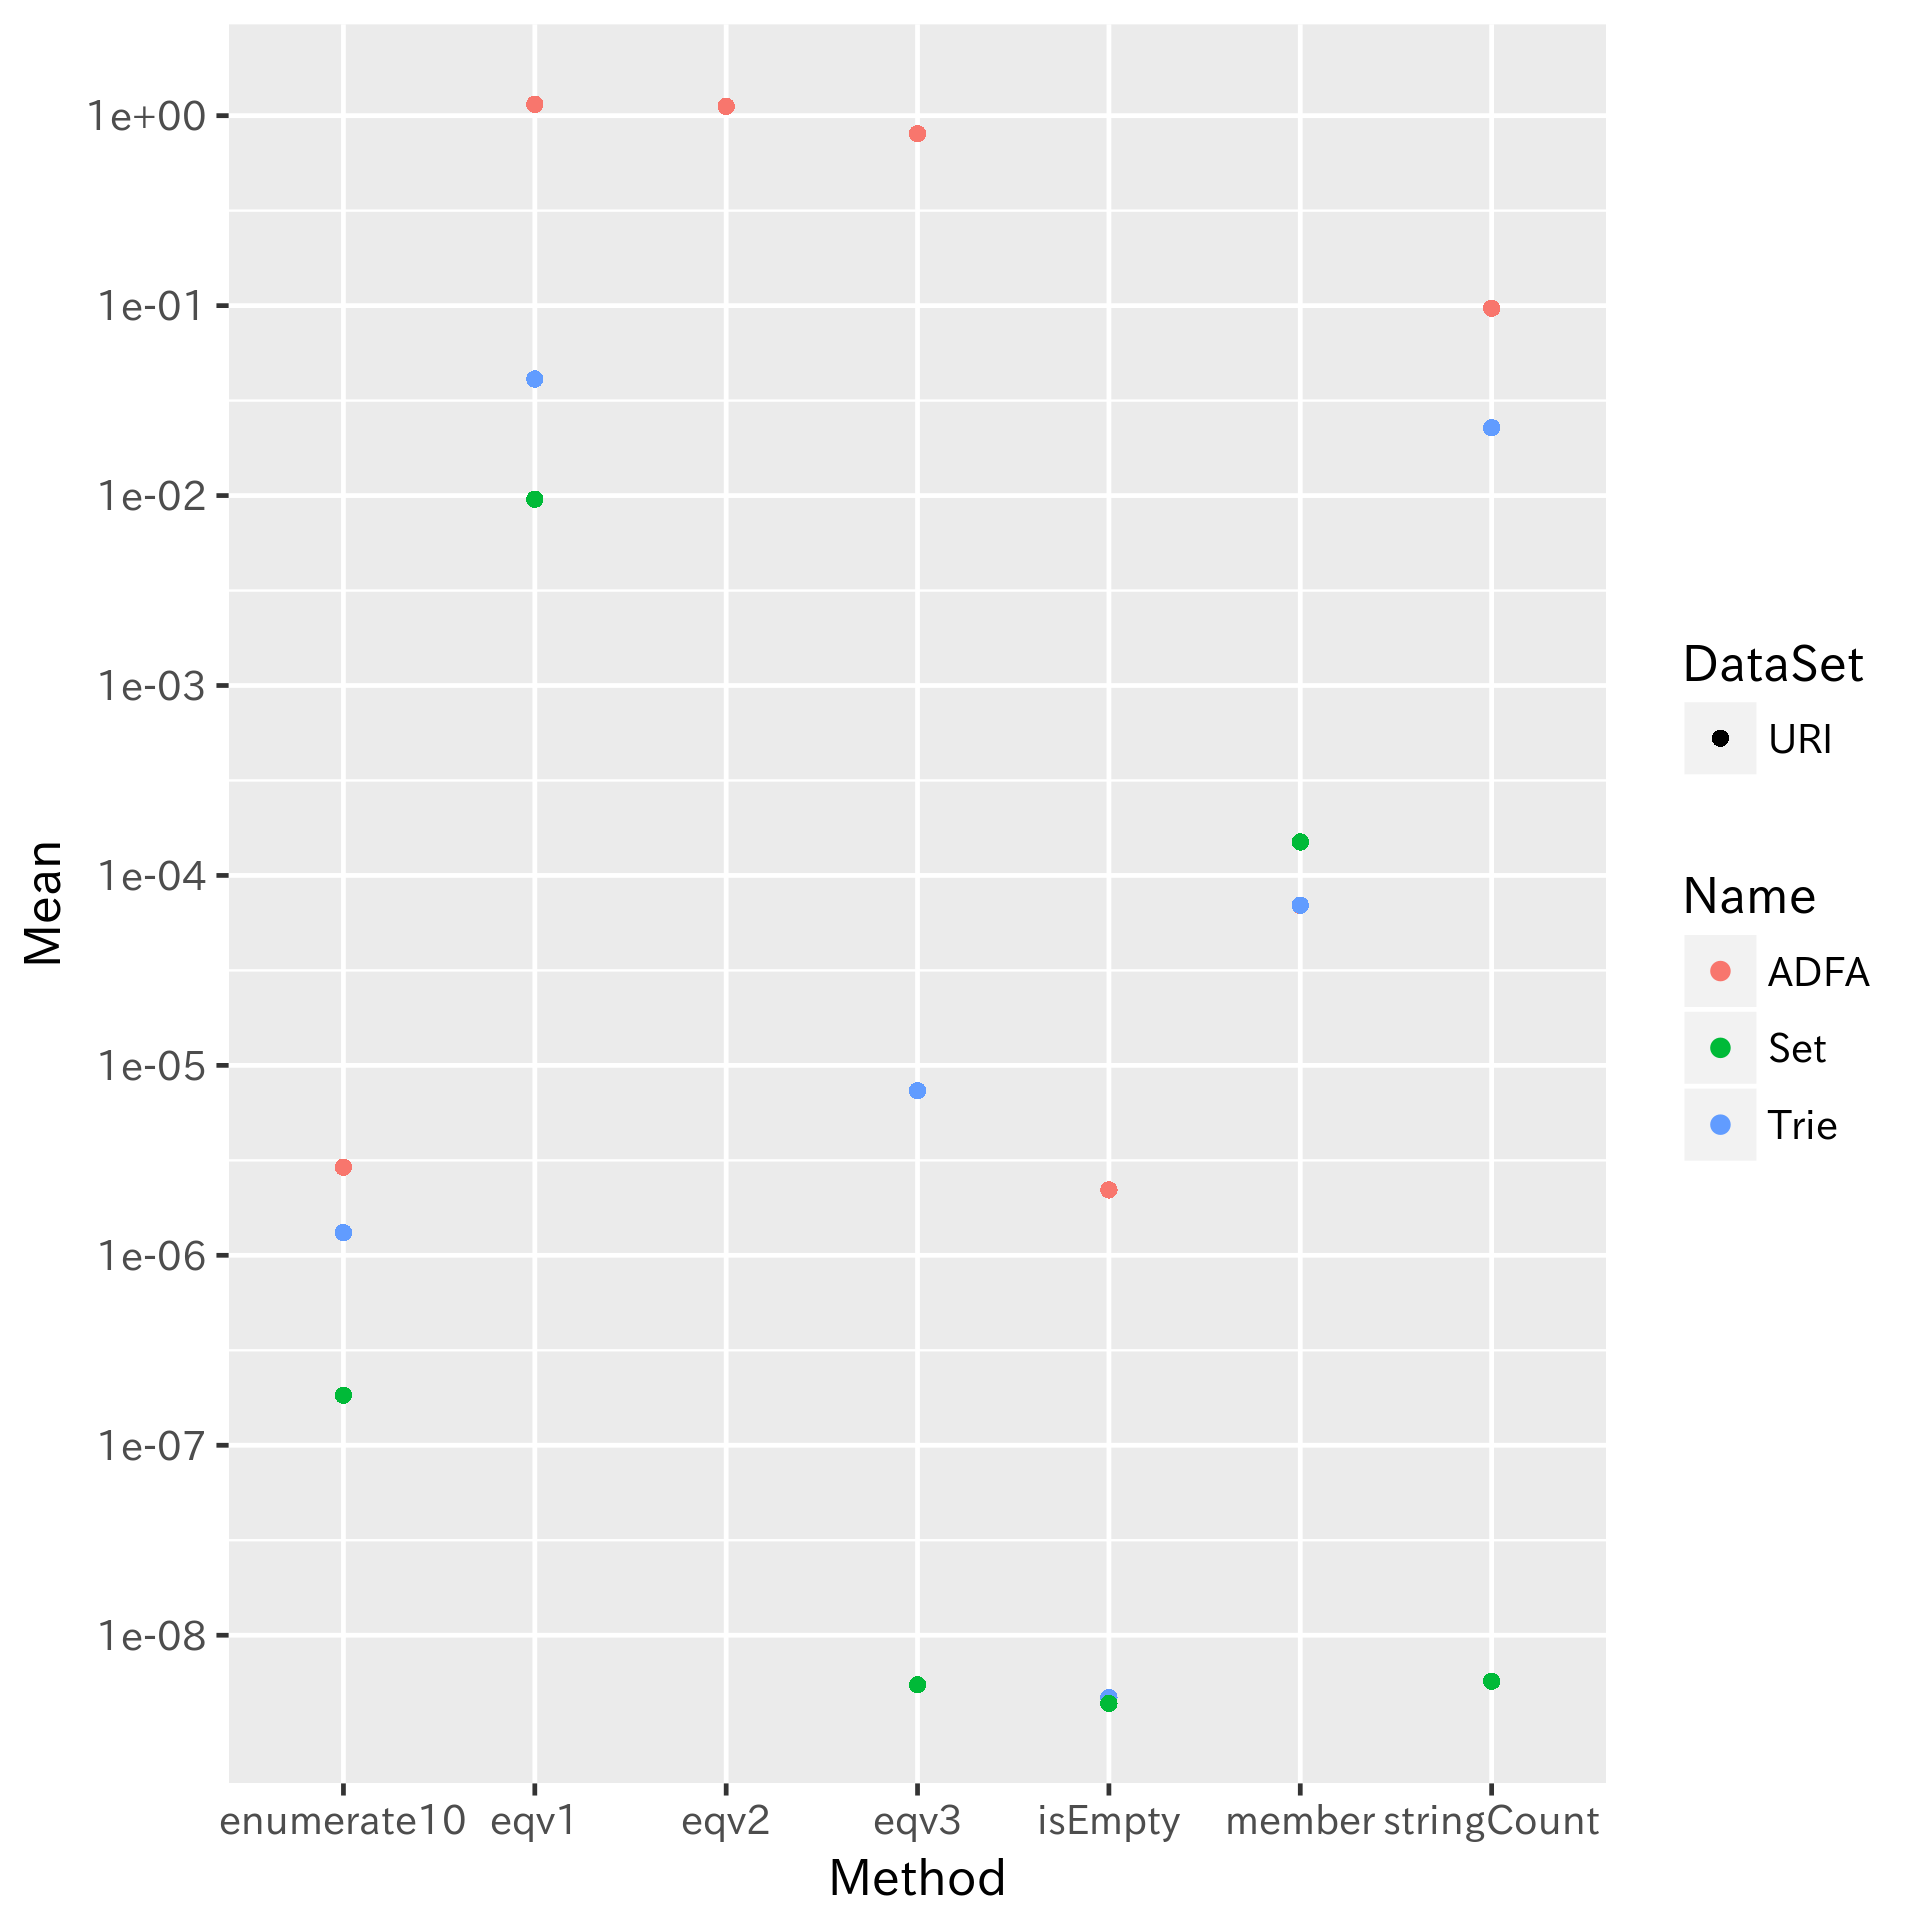 1e+00
1e-01
1e-02
1e-03
1e-04
1e-05
1e-06
1e-07
1e-08
Mean
enumerate10 eqv1 eqv2 eqv3 isEmpty member stringCount
Method
DataSet
URI
Name
ADFA
Set
Trie